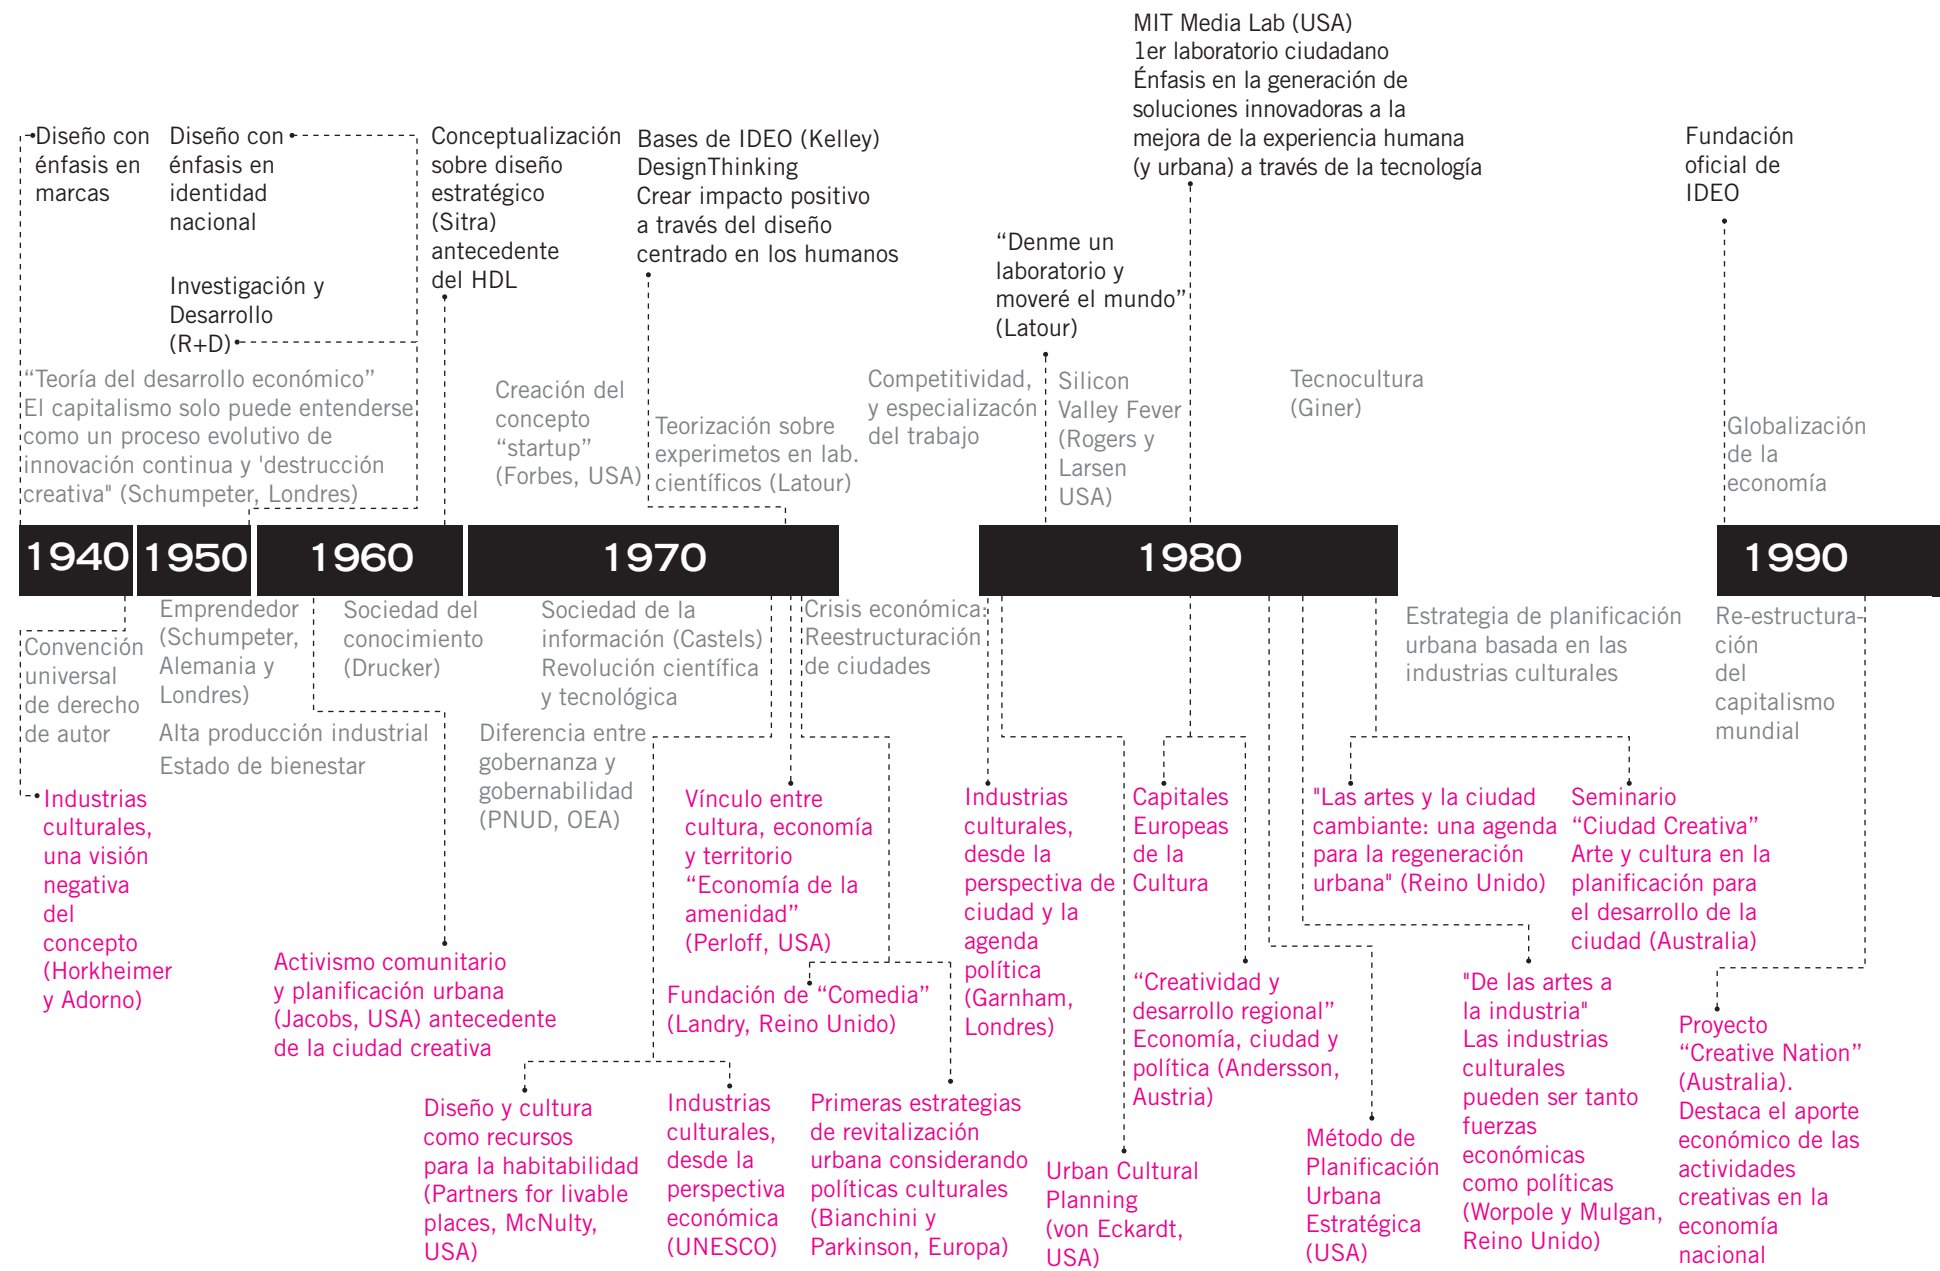 MIT Media Lab (USA)
1er laboratorio ciudadano
Énfasis en la generación de
soluciones innovadoras a la
mejora de la experiencia humana
(y urbana) a través de la tecnología
Diseño con
énfasis en
marcas
Diseño con
énfasis en
identidad
nacional
Investigación y
Desarrollo
(R+D)
Conceptualización
sobre diseño
estratégico
(Sitra)
antecedente
del HDL
Bases de IDEO (Kelley)
DesignThinking
Crear impacto positivo
a través del diseño
centrado en los humanos
“Denme un
laboratorio y
moveré el mundo”
(Latour)
Fundación
oficial de
IDEO
“Teoría del desarrollo económico”
El capitalismo solo puede entenderse
como un proceso evolutivo de
innovación continua y 'destrucción
creativa" (Schumpeter, Londres)
Creación del
concepto
“startup”
(Forbes, USA)
Teorización sobre
experimetos en lab.
científicos (Latour)
Competitividad,
y especializacón
del trabajo
Silicon
Valley Fever
(Rogers y
Larsen
USA)
Tecnocultura
(Giner)
Globalización
de la
economía
1940
1950
1960
1970
1980
1990
Convención
universal
de derecho
de autor
Emprendedor
(Schumpeter,
Alemania y
Londres)
Alta producción industrial
Estado de bienestar
Sociedad del
conocimiento
(Drucker)
Sociedad de la
información (Castels)
Revolución científica
y tecnológica
Diferencia entre
gobernanza y
gobernabilidad
(PNUD, OEA)
Crisis económica:
Reestructuración
de ciudades
Estrategia de planificación
urbana basada en las
industrias culturales
Re-estructura-
ción
del
capitalismo
mundial
Industrias
culturales,
una visión
negativa
del
concepto
(Horkheimer
y Adorno)
Activismo comunitario
y planificación urbana
(Jacobs, USA) antecedente
de la ciudad creativa
Diseño y cultura
como recursos
para la habitabilidad
(Partners for livable
places, McNulty,
USA)
Vínculo entre
cultura, economía
y territorio
“Economía de la
amenidad”
(Perloff, USA)
Fundación de “Comedia”
(Landry, Reino Unido)
Industrias
culturales,
desde la
perspectiva
económica
(UNESCO)
Primeras estrategias
de revitalización
urbana considerando
políticas culturales
(Bianchini y
Parkinson, Europa)
Industrias
culturales,
desde la
perspectiva de
ciudad y la
agenda
política
(Garnham,
Londres)
Urban Cultural
Planning
(von Eckardt,
USA)
Capitales
Europeas
de la
Cultura
“Creatividad y
desarrollo regional”
Economía, ciudad y
política (Andersson,
Austria)
"Las artes y la ciudad
cambiante: una agenda
para la regeneración
urbana" (Reino Unido)
Método de
Planificación
Urbana
Estratégica
(USA)
"De las artes a
la industria"
Las industrias
culturales
pueden ser tanto
fuerzas
económicas
como políticas
(Worpole y Mulgan,
Reino Unido)
Seminario
“Ciudad Creativa”
Arte y cultura en la
planificación para
el desarrollo de la
ciudad (Australia)
Proyecto
“Creative Nation”
(Australia).
Destaca el aporte
económico de las
actividades
creativas en la
economía
nacional